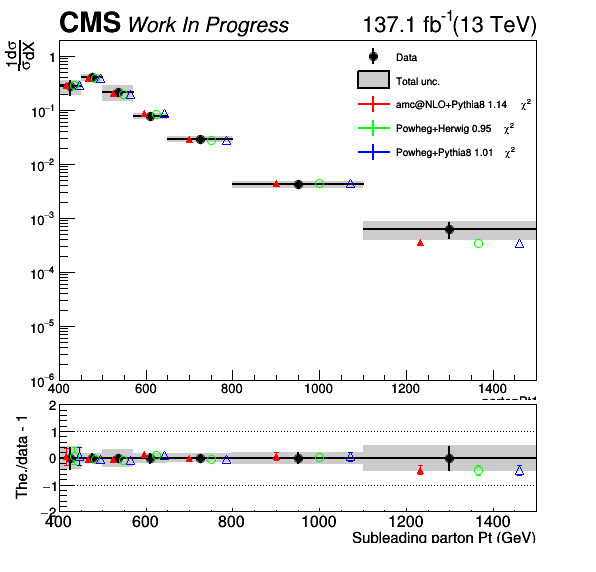 CMS Work In Progress 137.1 fb⁻¹(13 TeV)
1 dσ
σ dX
1
10⁻¹
10⁻²
10⁻³
10⁻⁴
10⁻⁵
10⁻⁶
Data
Total unc.
amc@NLO+Pythia8 1.14 χ²
Powheg+Herwig 0.95 χ²
Powheg+Pythia8 1.01 χ²
400 600 800 1000 1200 1400
The./data - 1
2
1
0
−1
−2
400 600 800 1000 1200 1400
Subleading parton Pt (GeV)